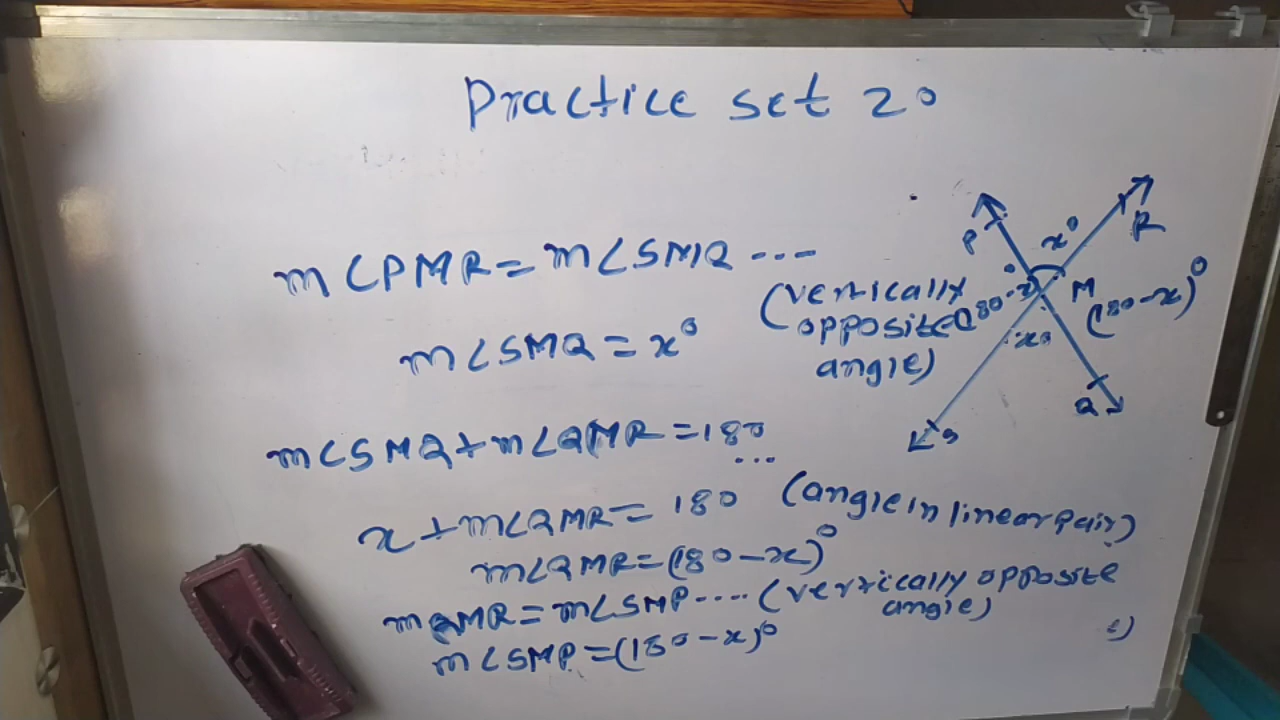 Practice set 20
m∠PMR = m∠SMQ ...
(vertically
opposite
angle)
m∠SMQ = x°
m∠SMQ + m∠QMR = 180
...
x + m∠QMR = 180 (angle in linear pair)
m∠QMR = (180 - x)°
m∠QMR = m∠SMP .... (vertically opposite
angle)
m∠SMP = (180 - x)°
P
x°
R
(180 - x)°
M
(180 - x)°
x°
Q
S